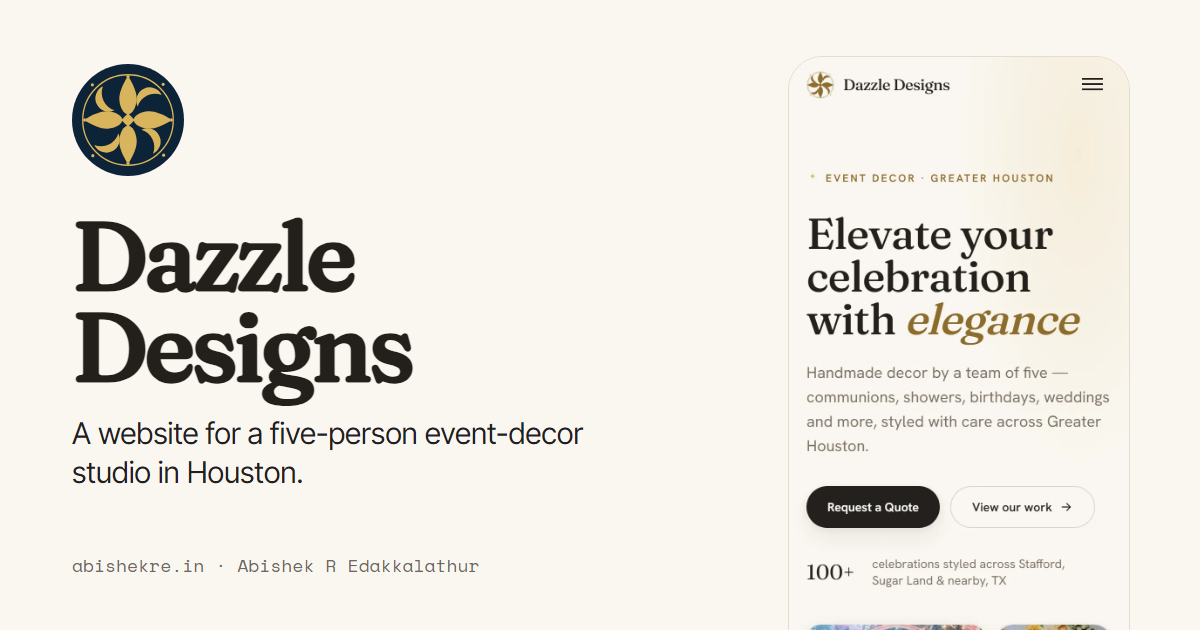 Dazzle
Designs
A website for a five-person event-decor
studio in Houston.
abishekre.in · Abishek R Edakkalathur
Dazzle Designs
EVENT DECOR · GREATER HOUSTON
Elevate your
celebration
with elegance
Handmade decor by a team of five —
communions, showers, birthdays, weddings
and more, styled with care across Greater
Houston.
Request a Quote
View our work →
100+
celebrations styled across Stafford,
Sugar Land & nearby, TX